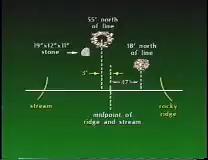 55' north
of line
19"x12"x11"
stone
18' north
of line
3'
47'
stream
midpoint of
ridge and stream
rocky
ridge